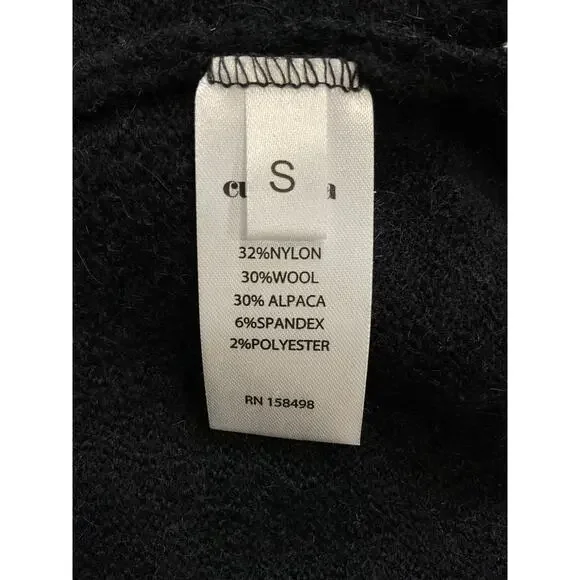 S
32%NYLON
30%WOOL
30% ALPACA
6%SPANDEX
2%POLYESTER
RN 158498